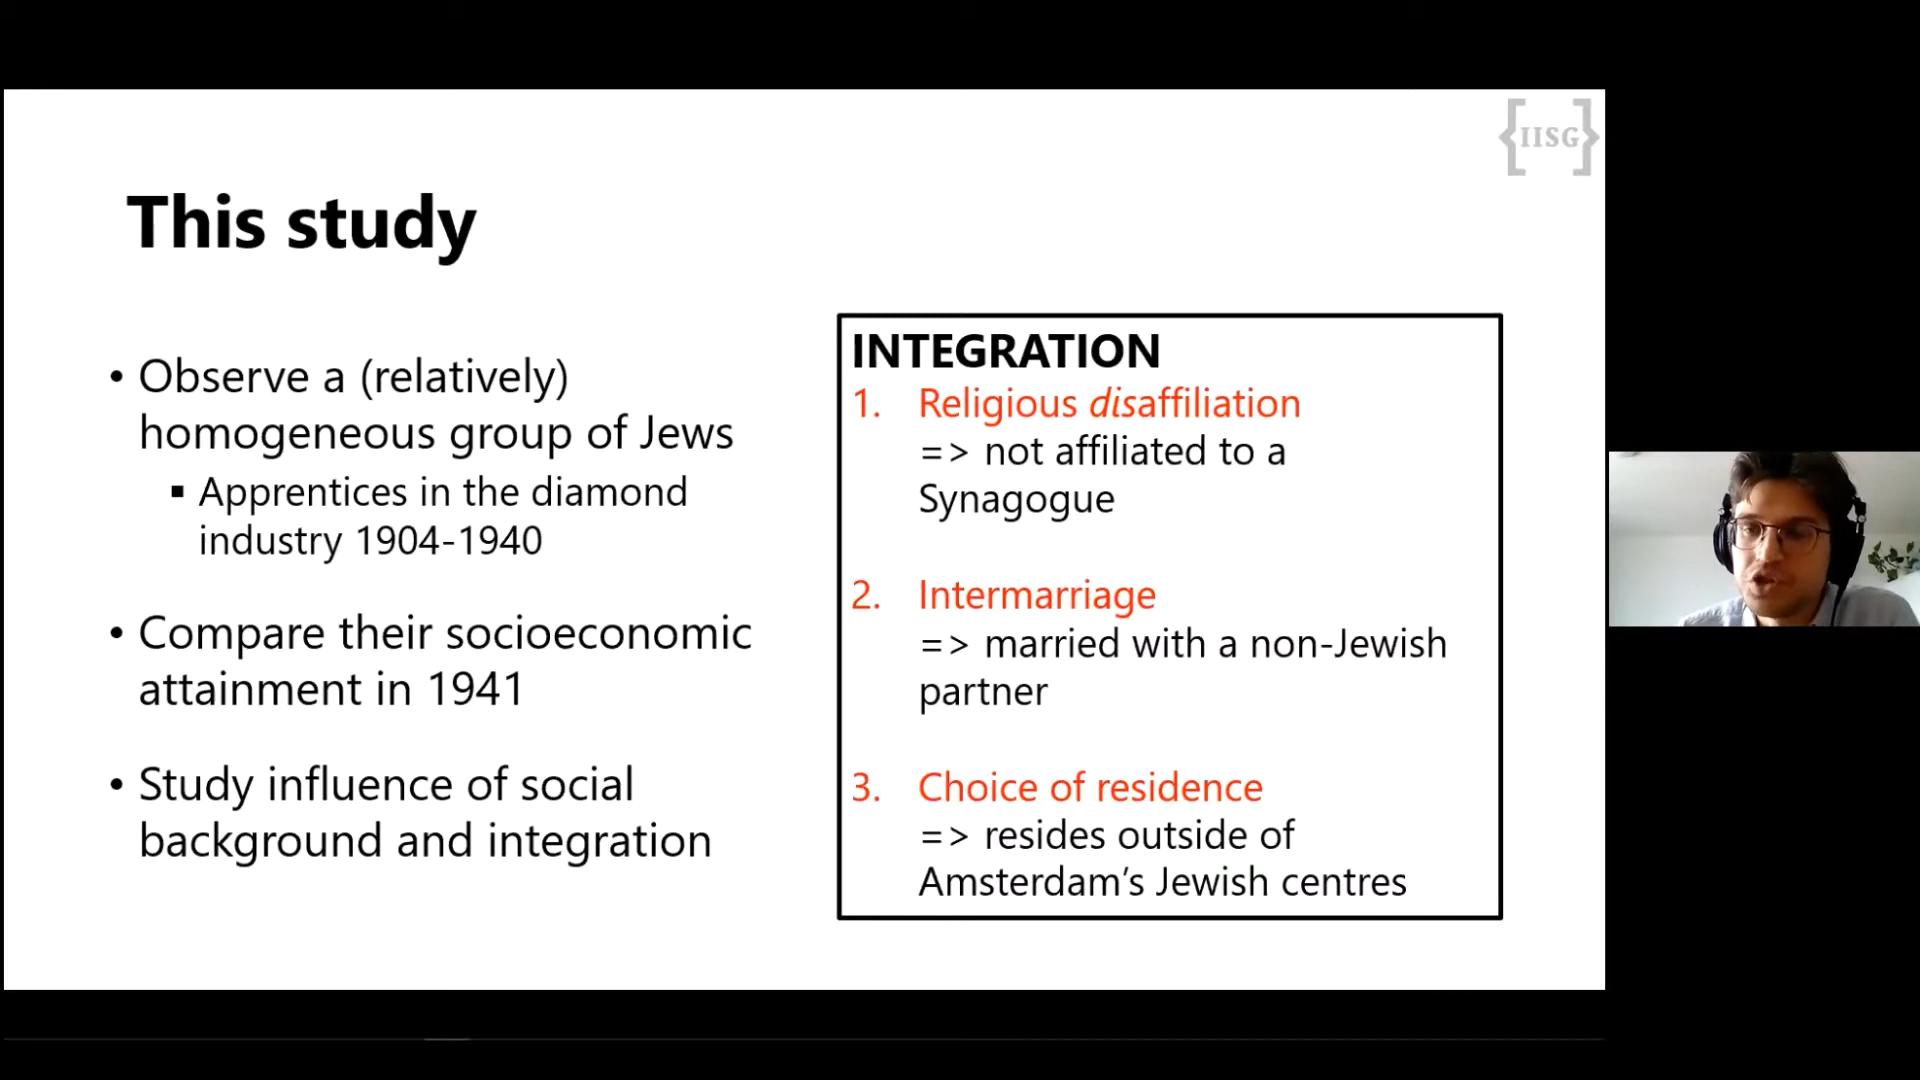 {IISG}
This study
• Observe a (relatively)
homogeneous group of Jews
▪ Apprentices in the diamond
industry 1904-1940
• Compare their socioeconomic
attainment in 1941
• Study influence of social
background and integration
INTEGRATION
1. Religious disaffiliation
=> not affiliated to a
Synagogue
2. Intermarriage
=> married with a non-Jewish
partner
3. Choice of residence
=> resides outside of
Amsterdam’s Jewish centres